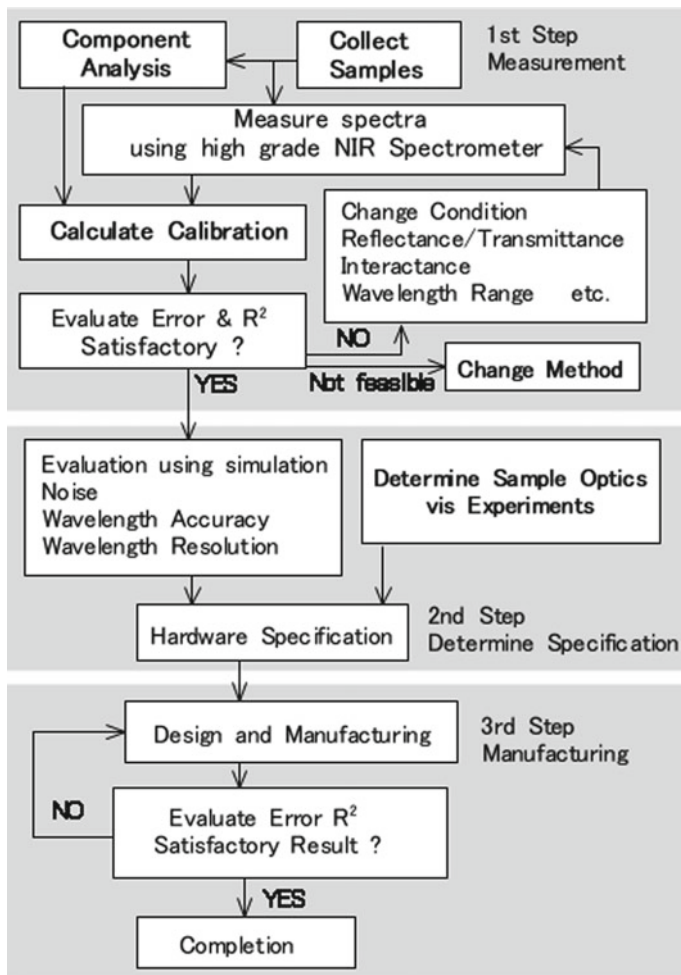 Component
Analysis
Collect
Samples
1st Step
Measurement
Measure spectra
using high grade NIR Spectrometer
Calculate Calibration
Change Condition
Reflectance/Transmittance
Interactance
Wavelength Range etc.
Evaluate Error & R²
Satisfactory ?
NO
YES
Not feasible
Change Method
Evaluation using simulation
Noise
Wavelength Accuracy
Wavelength Resolution
Determine Sample Optics
vis Experiments
Hardware Specification
2nd Step
Determine Specification
Design and Manufacturing
3rd Step
Manufacturing
NO
Evaluate Error R²
Satisfactory Result ?
YES
Completion